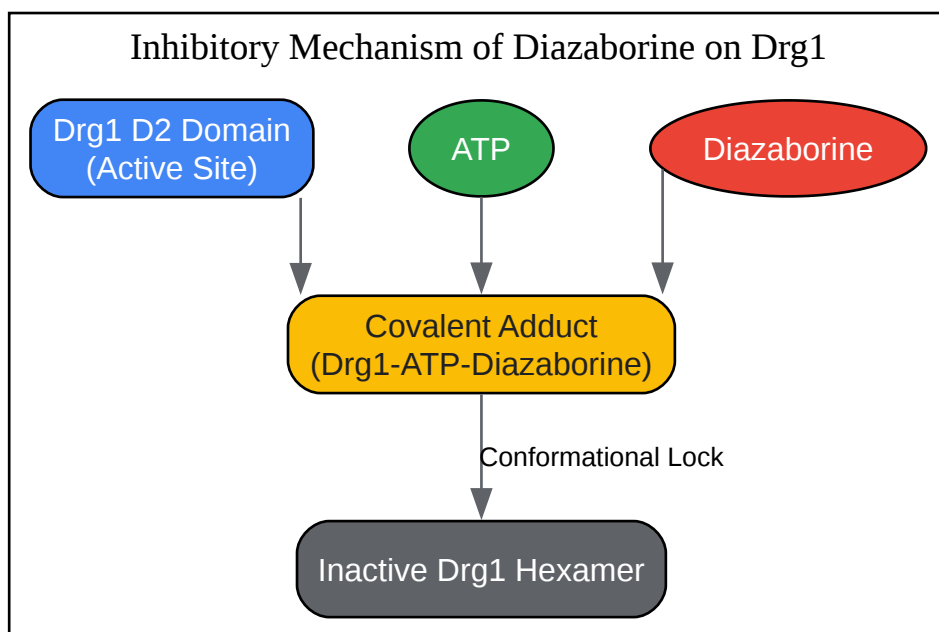 Inhibitory Mechanism of Diazaborine on Drg1
Drg1 D2 Domain
(Active Site)
ATP
Diazaborine
Covalent Adduct
(Drg1-ATP-Diazaborine)
Conformational Lock
Inactive Drg1 Hexamer